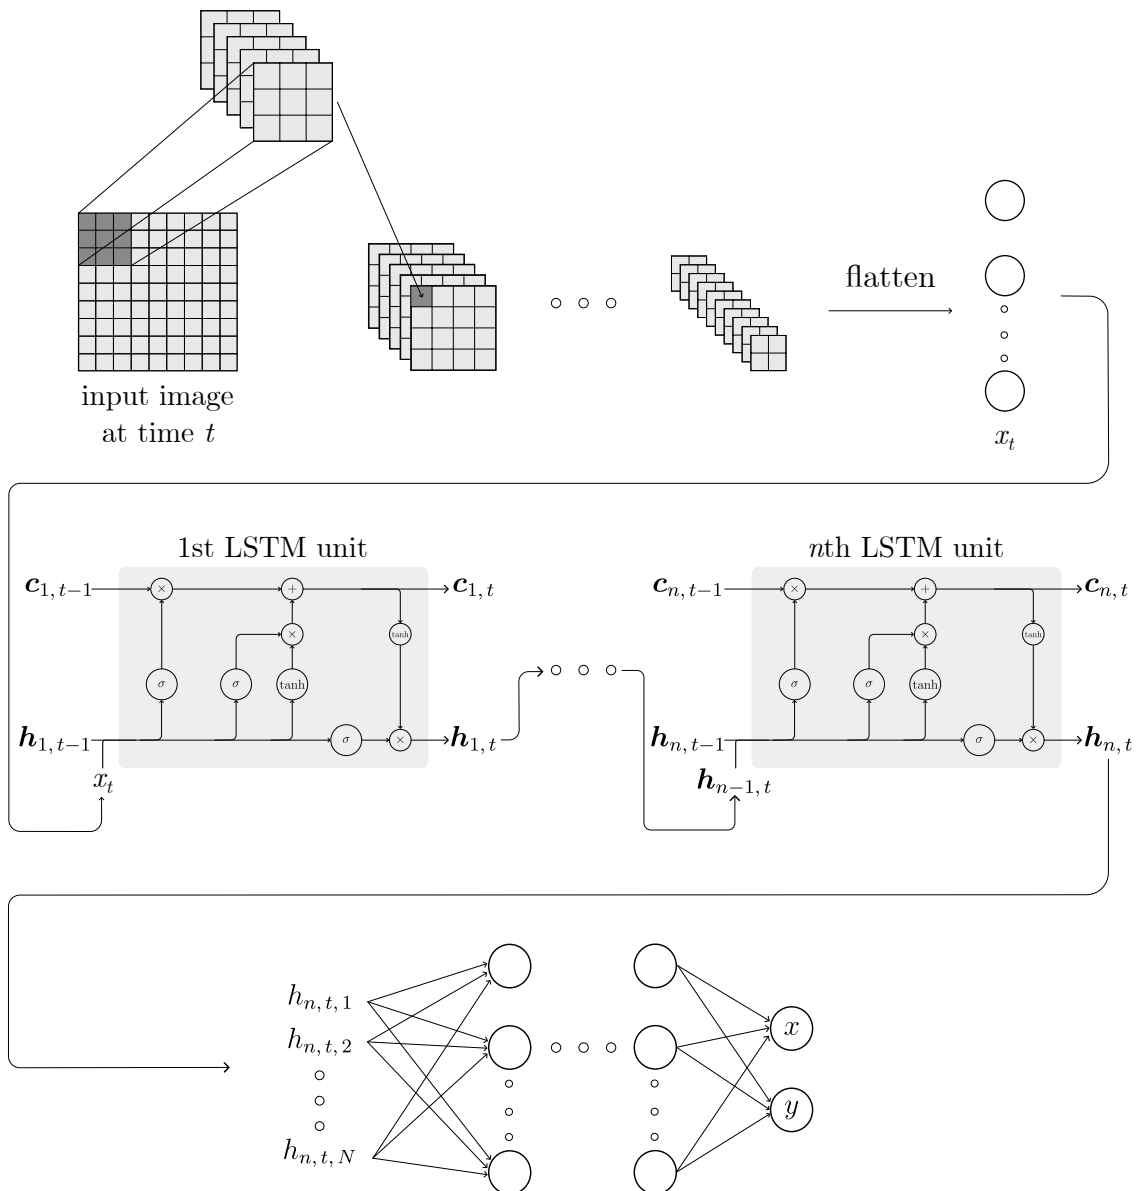 flatten
input image
at time t
x_t
1st LSTM unit
nth LSTM unit
c_{1,t−1} × + c_{1,t}
c_{n,t−1} × + c_{n,t}
× tanh
× tanh
σ σ tanh
σ σ tanh
h_{1,t−1} σ × h_{1,t}
h_{n,t−1} σ × h_{n,t}
x_t
h_{n−1,t}
h_{n,t,1}
x
h_{n,t,2}
y
h_{n,t,N}